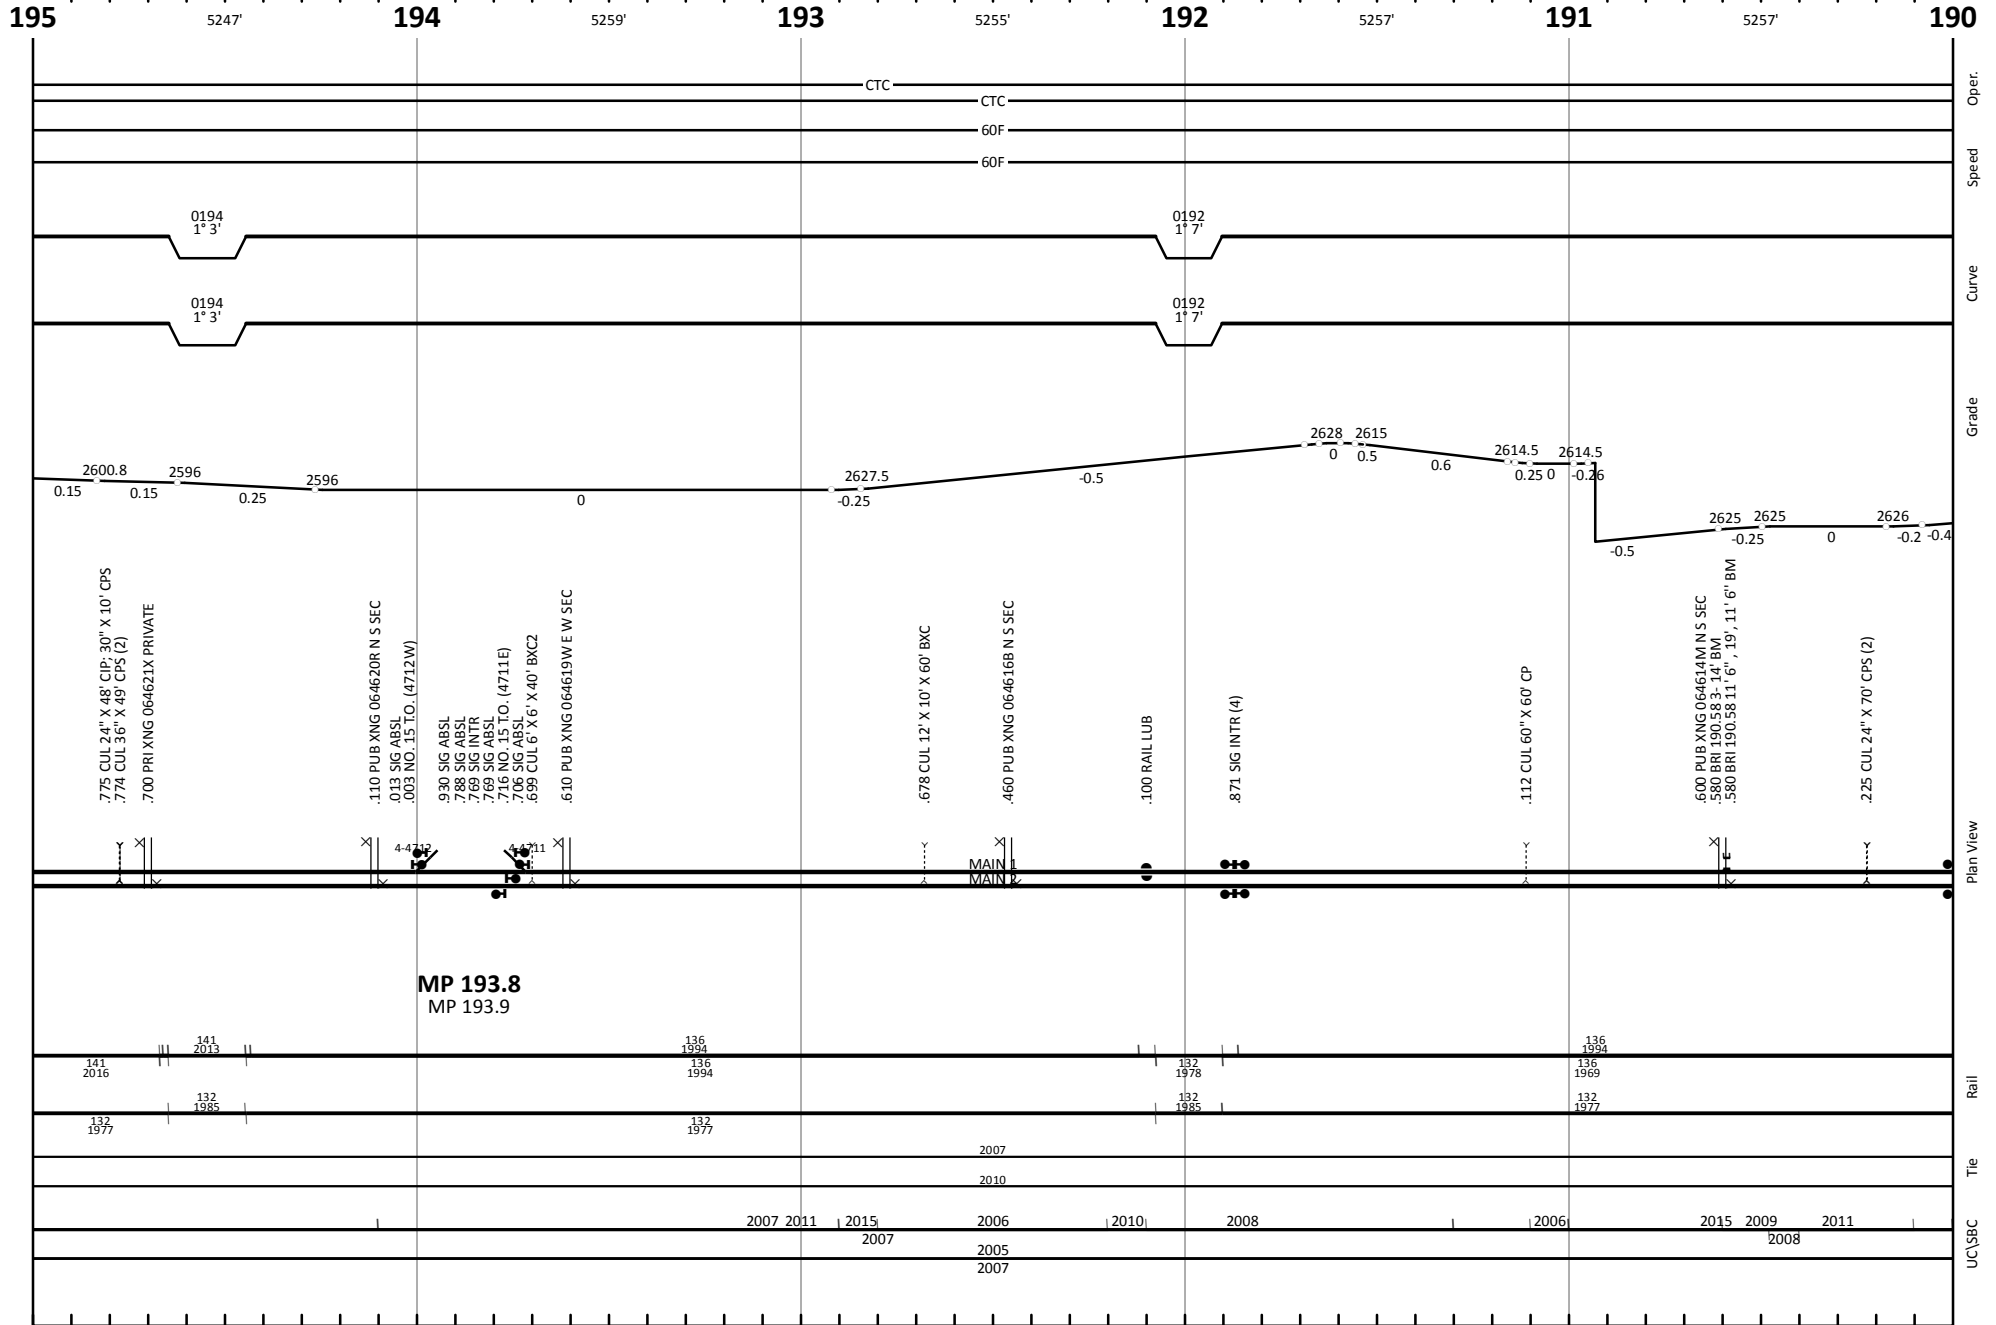 195 5247' 194 5259' 193 5255' 192 5257' 191 5257' 190
CTC
CTC
Oper.
60F
60F
Speed
0194
1° 3'
0192
1° 7'
0194
1° 3'
0192
1° 7'
Curve
Grade
2600.8 2596 2596 2627.5 2628 2615 2614.5 2614.5
0.15 0.15 0.25 0 -0.25 -0.5 0 0.5 0.6 0.25 0 -0.26
2625 2625 2626
-0.5 -0.25 0 -0.2 -0.4
.775 CUL 24" X 48' CIP; 30" X 10' CPS
.774 CUL 36" X 49' CPS (2)
.700 PRI XNG 064621X PRIVATE
.110 PUB XNG 064620R N S SEC
.013 SIG ABSL
.003 NO. 15 T.O. (4712W)
.930 SIG ABSL
.788 SIG ABSL
.769 SIG INTR
.769 SIG ABSL
.716 NO. 15 T.O. (4711E)
.706 SIG ABSL
.699 CUL 6' X 6' X 40' BXC2
.610 PUB XNG 064619W E W SEC
.678 CUL 12' X 10' X 60' BXC
.460 PUB XNG 064616B N S SEC
.100 RAIL LUB
.871 SIG INTR (4)
.112 CUL 60" X 60' CP
.600 PUB XNG 064614M N S SEC
.580 BRI 190.58 3- 14' BM
.580 BRI 190.58 11' 6" , 19', 11' 6" BM
.225 CUL 24" X 70' CPS (2)
4-4712 4-4711
MAIN 1
MAIN 2
Plan View
MP 193.8
MP 193.9
141
2013
136
1994
136
1994
141
2016
136
1994
132
1978
136
1969
Rail
132
1985
132
1985
132
1977
132
1977
132
1977
2007
Tie
2010
2007 2011 2015 2006 2010 2008 2006 2015 2009 2011
2007 2008
UC\SBC
2005
2007